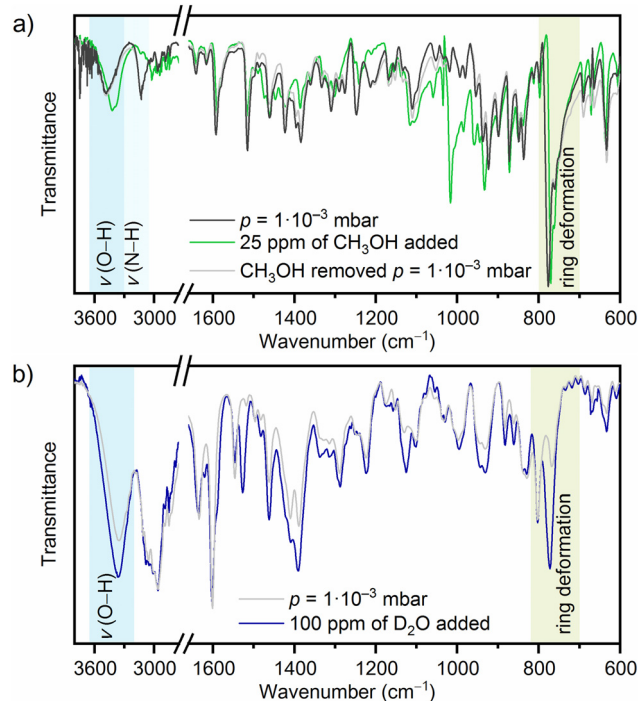 a)
Transmittance
ν(O–H)
ν(N–H)
p = 1·10⁻³ mbar
25 ppm of CH₃OH added
CH₃OH removed p = 1·10⁻³ mbar
ring deformation
3600 3000 1600 1400 1200 1000 800 600
Wavenumber (cm⁻¹)
b)
Transmittance
ν(O–H)
p = 1·10⁻³ mbar
100 ppm of D₂O added
ring deformation
3600 3000 1600 1400 1200 1000 800 600
Wavenumber (cm⁻¹)